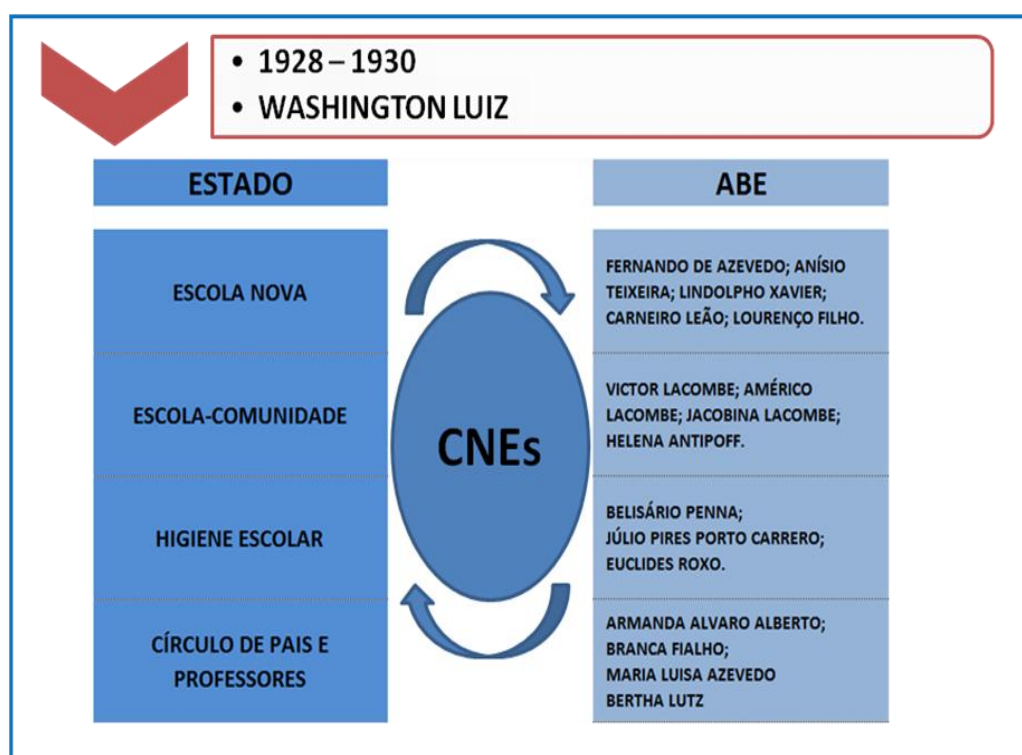 • 1928 – 1930
• WASHINGTON LUIZ
ESTADO
ABE
ESCOLA NOVA
FERNANDO DE AZEVEDO; ANÍSIO
TEIXEIRA; LINDOLPHO XAVIER;
CARNEIRO LEÃO; LOURENÇO FILHO.
ESCOLA-COMUNIDADE
VICTOR LACOMBE; AMÉRICO
LACOMBE; JACOBINA LACOMBE;
HELENA ANTIPOFF.
CNEs
HIGIENE ESCOLAR
BELISÁRIO PENNA;
JÚLIO PIRES PORTO CARRERO;
EUCLIDES ROXO.
CÍRCULO DE PAIS E
PROFESSORES
ARMANDA ALVARO ALBERTO;
BRANCA FIALHO;
MARIA LUISA AZEVEDO
BERTHA LUTZ